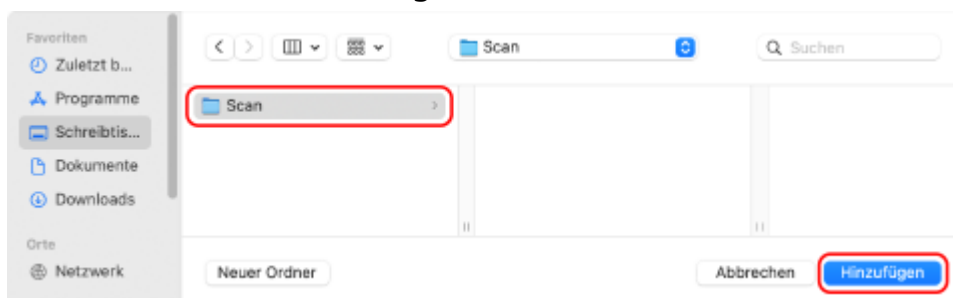 Favoriten
Zuletzt b...
Programme
Schreibtis...
Dokumente
Downloads
Orte
Netzwerk
Scan
Suchen
Scan
Neuer Ordner
Abbrechen
Hinzufügen